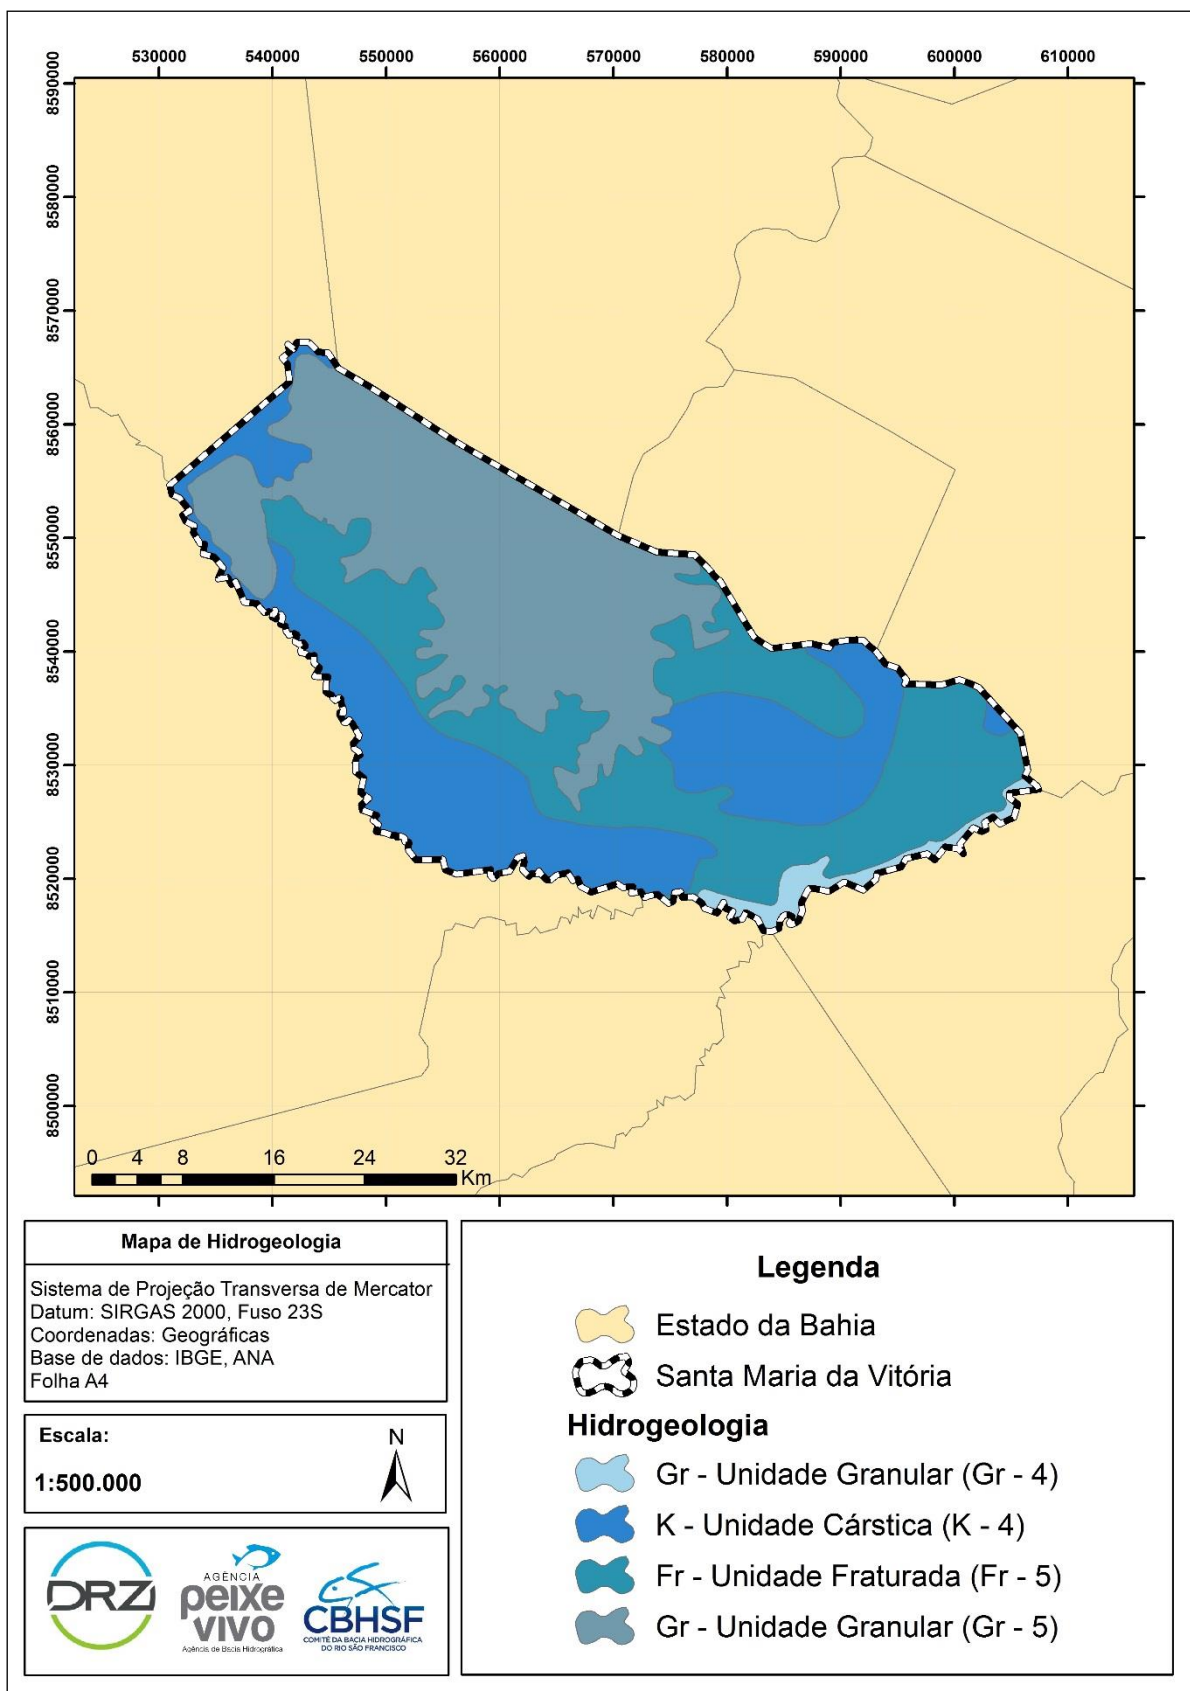 530000 540000 550000 560000 570000 580000 590000 600000 610000
8590000
8580000
8570000
8560000
8550000
8540000
8530000
8520000
8510000
8500000
0 4 8 16 24 32
Km
Mapa de Hidrogeologia
Sistema de Projeção Transversa de Mercator
Datum: SIRGAS 2000, Fuso 23S
Coordenadas: Geográficas
Base de dados: IBGE, ANA
Folha A4
Escala:
1:500.000
N
DRZ
AGÊNCIA
peixe
vivo
Agência de Bacia Hidrográfica
CBHSF
COMITÊ DA BACIA HIDROGRÁFICA
DO RIO SÃO FRANCISCO
Legenda
Estado da Bahia
Santa Maria da Vitória
Hidrogeologia
Gr - Unidade Granular (Gr - 4)
K - Unidade Cárstica (K - 4)
Fr - Unidade Fraturada (Fr - 5)
Gr - Unidade Granular (Gr - 5)